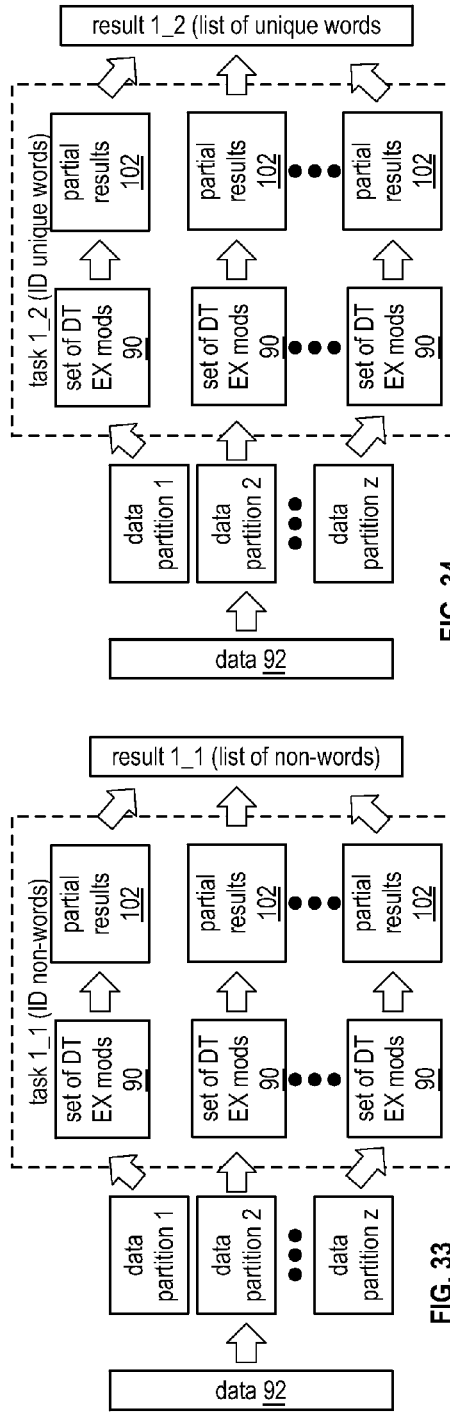 task 1_1 (ID non-words)
data 92
data
partition 1
set of DT
EX mods
90
partial
results
102
data
partition 2
set of DT
EX mods
90
partial
results
102
data
partition z
set of DT
EX mods
90
partial
results
102
result 1_1 (list of non-words)
FIG. 33
task 1_2 (ID unique words)
data 92
data
partition 1
set of DT
EX mods
90
partial
results
102
data
partition 2
set of DT
EX mods
90
partial
results
102
data
partition z
set of DT
EX mods
90
partial
results
102
result 1_2 (list of unique words